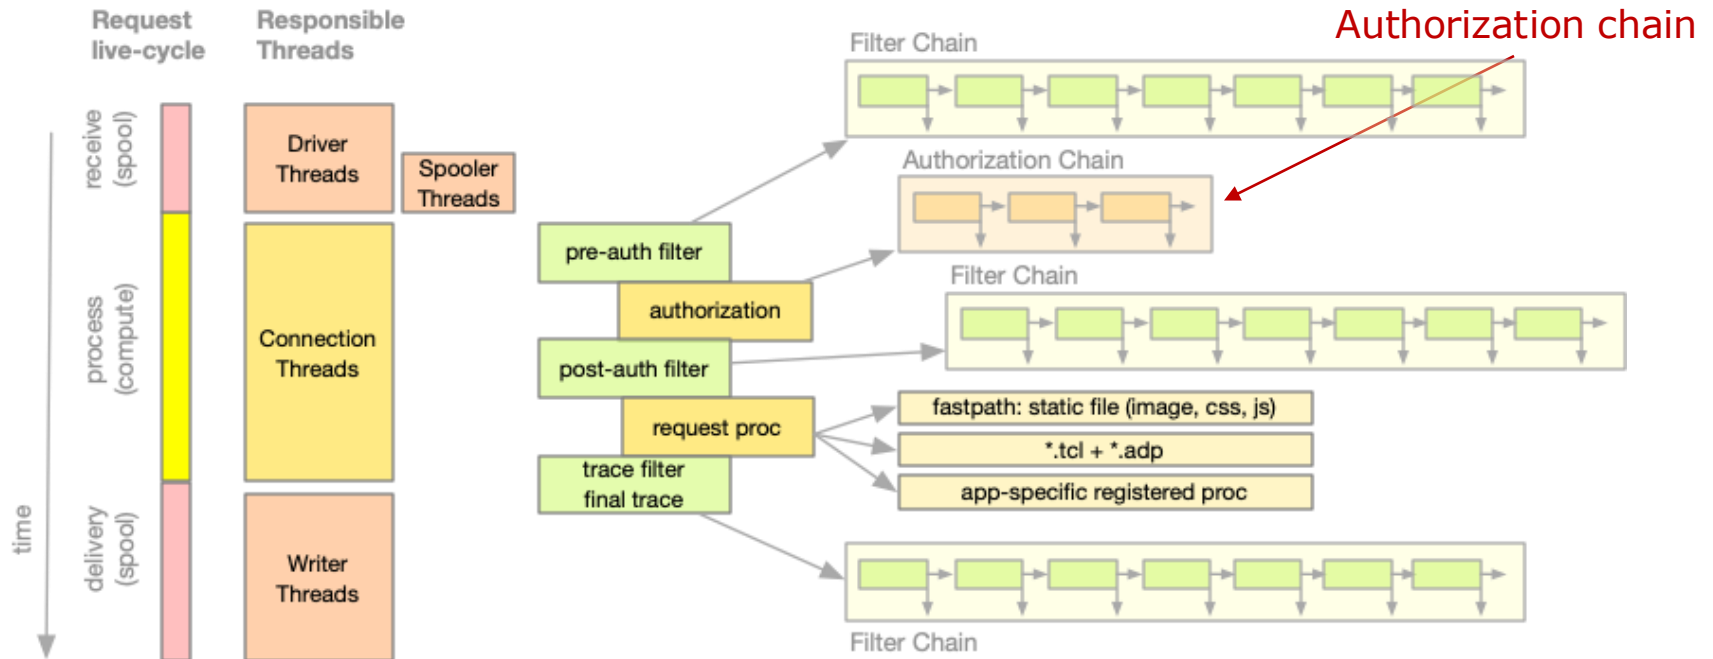 Authorization chain
Request
live-cycle
Responsible
Threads
receive
(spool)
process
(compute)
delivery
(spool)
time
Driver
Threads
Spooler
Threads
Connection
Threads
Writer
Threads
pre-auth filter
authorization
post-auth filter
request proc
trace filter
final trace
Filter Chain
Authorization Chain
Filter Chain
fastpath: static file (image, css, js)
*.tcl + *.adp
app-specific registered proc
Filter Chain